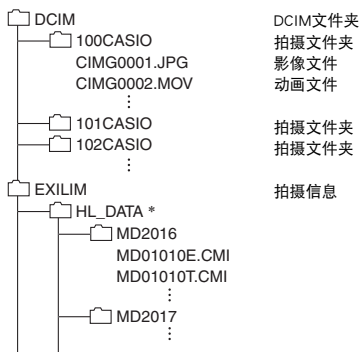 DCIM DCIM文件夹
100CASIO 拍摄文件夹
CIMG0001.JPG 影像文件
CIMG0002.MOV 动画文件
101CASIO 拍摄文件夹
102CASIO 拍摄文件夹
EXILIM 拍摄信息
HL_DATA *
MD2016
MD01010E.CMI
MD01010T.CMI
MD2017